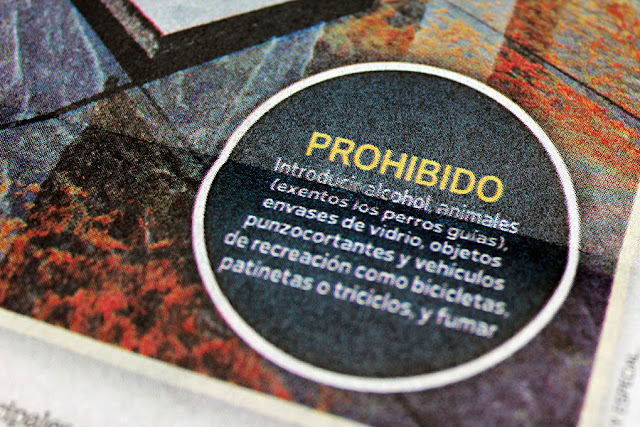 PROHIBIDO
Introducir alcohol, animales
(exentos los perros guías),
envases de vidrio, objetos
punzocortantes y vehículos
de recreación como bicicletas,
patinetas o triciclos, y fumar
ESPECIAL